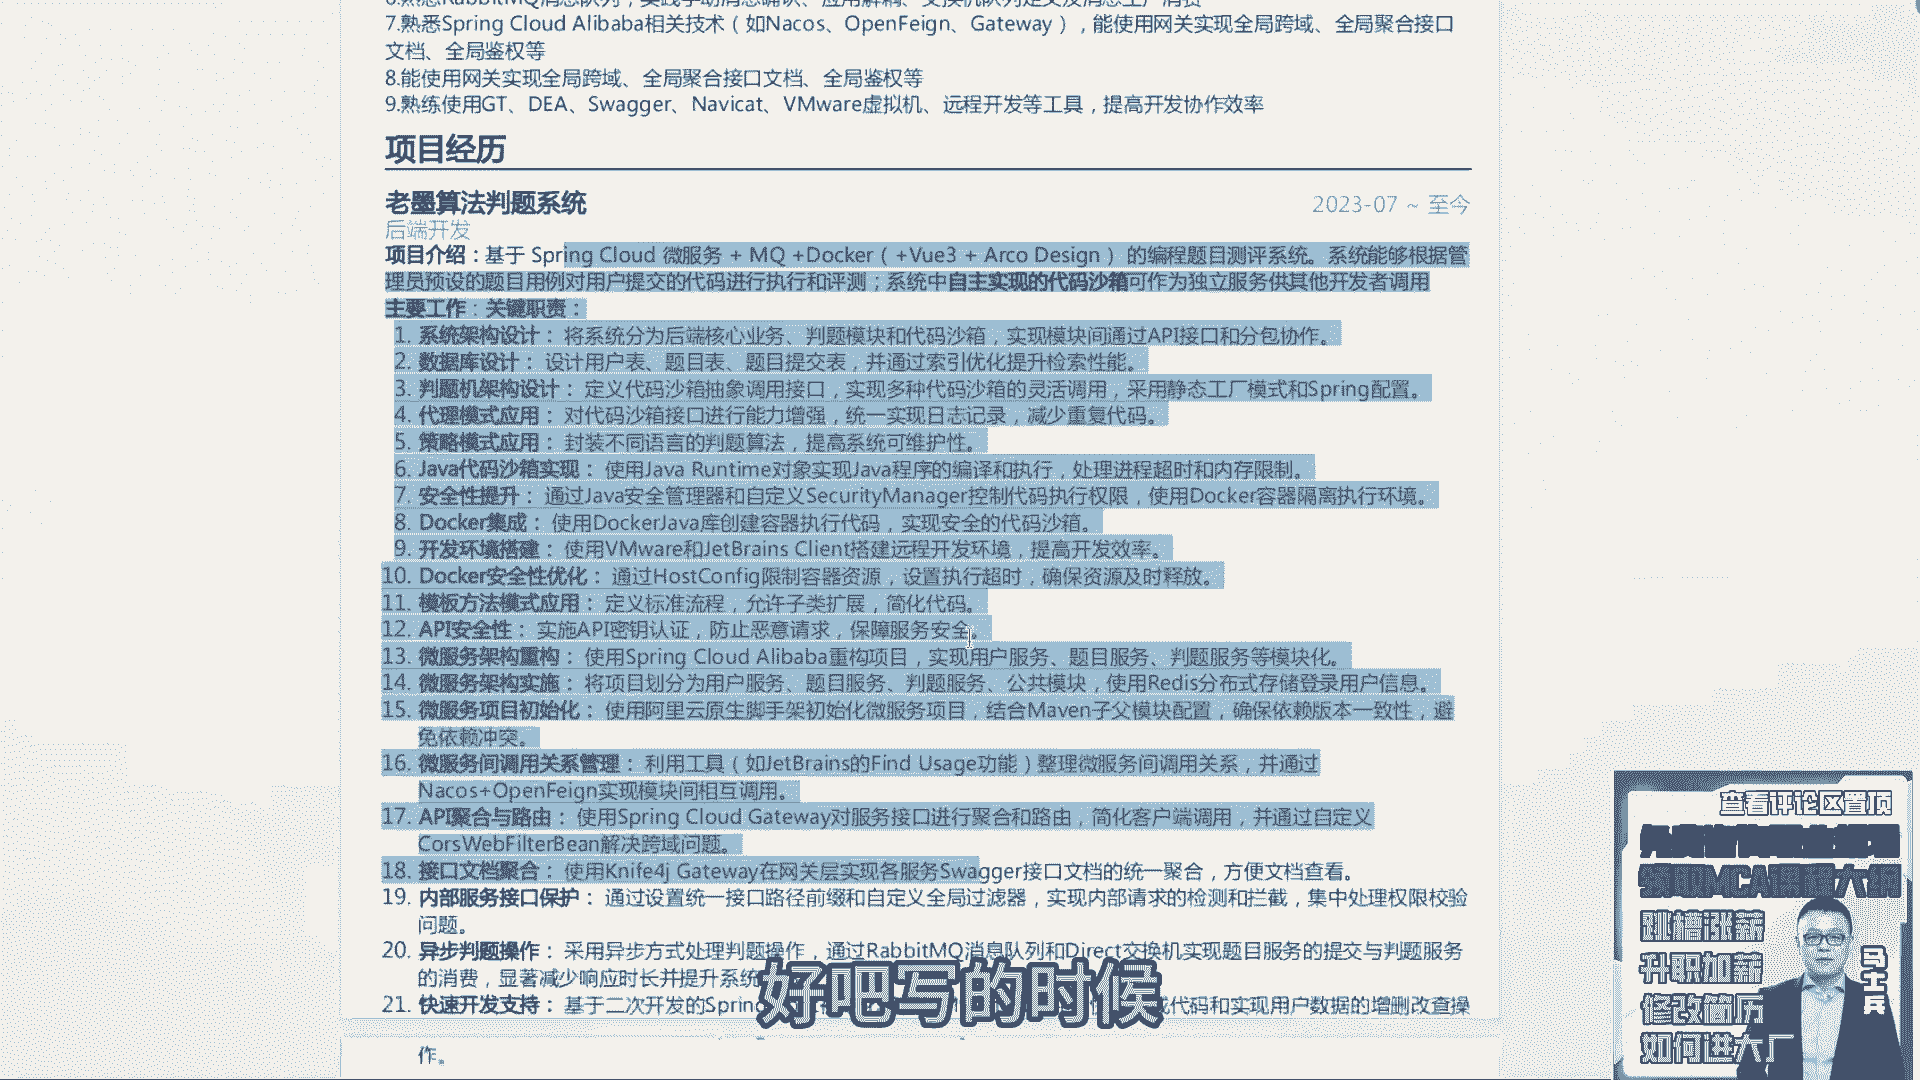 7.熟悉Spring Cloud Alibaba相关技术（如Nacos、OpenFeign、Gateway），能使用网关实现全局跨域、全局聚合接口
文档、全局鉴权等
8.能使用网关实现全局跨域、全局聚合接口文档、全局鉴权等
9.熟练使用GT、DEA、Swagger、Navicat、VMware虚拟机、远程开发等工具，提高开发协作效率
项目经历
老墨算法判题系统
2023-07 ~ 至今
后端开发
项目介绍：基于 Spring Cloud 微服务 + MQ +Docker（ +Vue3 + Arco Design ） 的编程题目测评系统。系统能够根据管
理员预设的题目用例对用户提交的代码进行执行和评测；系统中自主实现的代码沙箱可作为独立服务供其他开发者调用
主要工作：关键职责：
1. 系统架构设计： 将系统分为后端核心业务、判题模块和代码沙箱，实现模块间通过API接口和分包协作。
2. 数据库设计： 设计用户表、题目表、题目提交表，并通过索引优化提升检索性能。
3. 判题机架构设计： 定义代码沙箱抽象调用接口，实现多种代码沙箱的灵活调用，采用静态工厂模式和Spring配置。
4. 代理模式应用： 对代码沙箱接口进行能力增强，统一实现日志记录，减少重复代码。
5. 策略模式应用： 封装不同语言的判题算法，提高系统可维护性。
6. Java代码沙箱实现： 使用Java Runtime对象实现Java程序的编译和执行，处理进程超时和内存限制。
7. 安全性提升： 通过Java安全管理器和自定义SecurityManager控制代码执行权限，使用Docker容器隔离执行环境。
8. Docker集成： 使用DockerJava库创建容器执行代码，实现安全的代码沙箱。
9. 开发环境搭建： 使用VMware和JetBrains Client搭建远程开发环境，提高开发效率。
10. Docker安全性优化： 通过HostConfig限制容器资源，设置执行超时，确保资源及时释放。
11. 模板方法模式应用： 定义标准流程，允许子类扩展，简化代码。
12. API安全性： 实施API密钥认证，防止恶意请求，保障服务安全。
13. 微服务架构重构： 使用Spring Cloud Alibaba重构项目，实现用户服务、题目服务、判题服务等模块化。
14. 微服务架构实施： 将项目划分为用户服务、题目服务、判题服务、公共模块，使用Redis分布式存储登录用户信息。
15. 微服务项目初始化： 使用阿里云原生脚手架初始化微服务项目，结合Maven子父模块配置，确保依赖版本一致性，避
免依赖冲突。
16. 微服务间调用关系管理： 利用工具（如JetBrains的Find Usage功能）整理微服务间调用关系，并通过
Nacos+OpenFeign实现模块间相互调用。
17. API聚合与路由： 使用Spring Cloud Gateway对服务接口进行聚合和路由，简化客户端调用，并通过自定义
CorsWebFilterBean解决跨域问题。
18. 接口文档聚合： 使用Knife4j Gateway在网关层实现各服务Swagger接口文档的统一聚合，方便文档查看。
19. 内部服务接口保护： 通过设置统一接口路径前缀和自定义全局过滤器，实现内部请求的检测和拦截，集中处理权限校验
问题。
20. 异步判题操作： 采用异步方式处理判题操作，通过RabbitMQ消息队列和Direct交换机实现题目服务的提交与判题服务
的消费，显著减少响应时长并提升系统
21. 快速开发支持： 基于二次开发的Spring 成代码和实现用户数据的增删改查操
作。
好吧写的时候
查看评论区置顶
领取MCA课程大纲
跳槽涨薪
升职加薪
修改简历
如何进大厂
马士兵